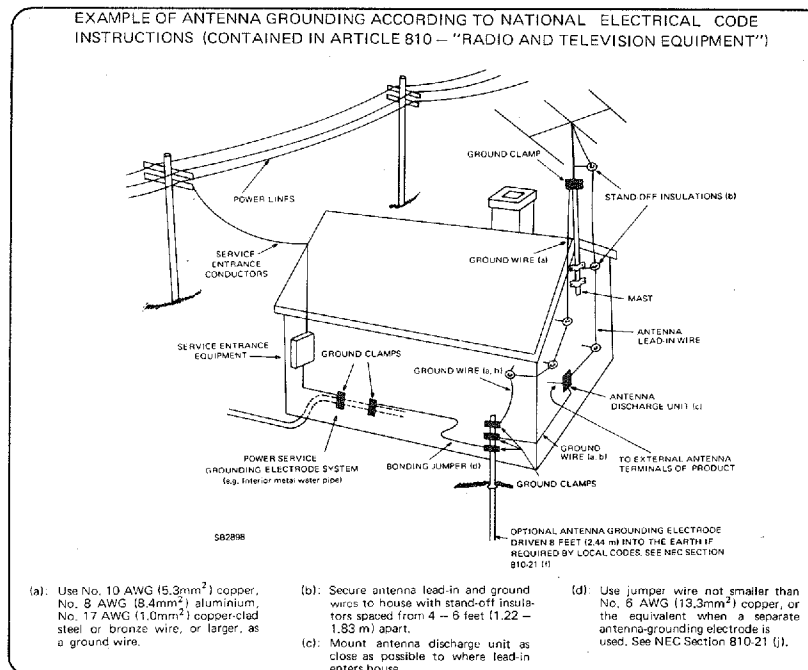 EXAMPLE OF ANTENNA GROUNDING ACCORDING TO NATIONAL ELECTRICAL CODE
INSTRUCTIONS (CONTAINED IN ARTICLE 810 — "RADIO AND TELEVISION EQUIPMENT")
GROUND CLAMP
POWER LINES
STAND-OFF INSULATIONS (b)
SERVICE
ENTRANCE
CONDUCTORS
GROUND WIRE (a)
MAST
ANTENNA
LEAD-IN WIRE
SERVICE ENTRANCE
EQUIPMENT
GROUND CLAMPS
GROUND WIRE (a, b)
ANTENNA
DISCHARGE UNIT (c)
POWER SERVICE
GROUNDING ELECTRODE SYSTEM
(e.g. Interior metal water pipe)
BONDING JUMPER (d)
GROUND
WIRE (a, b)
TO EXTERNAL ANTENNA
TERMINALS OF PRODUCT
GROUND CLAMPS
SB2898
OPTIONAL ANTENNA GROUNDING ELECTRODE
DRIVEN 8 FEET (2.44 m) INTO THE EARTH IF
REQUIRED BY LOCAL CODES. SEE NEC SECTION
810-21 (f)
(a): Use No. 10 AWG (5.3mm²) copper,
No. 8 AWG (8.4mm²) aluminium,
No. 17 AWG (1.0mm²) copper-clad
steel or bronze wire, or larger, as
a ground wire.
(b): Secure antenna lead-in and ground
wires to house with stand-off insula-
tors spaced from 4 – 6 feet (1.22 –
1.83 m) apart.
(c): Mount antenna discharge unit as
close as possible to where lead-in
enters house.
(d): Use jumper wire not smaller than
No. 6 AWG (13.3mm²) copper, or
the equivalent when a separate
antenna-grounding electrode is
used. See NEC Section 810-21 (j).